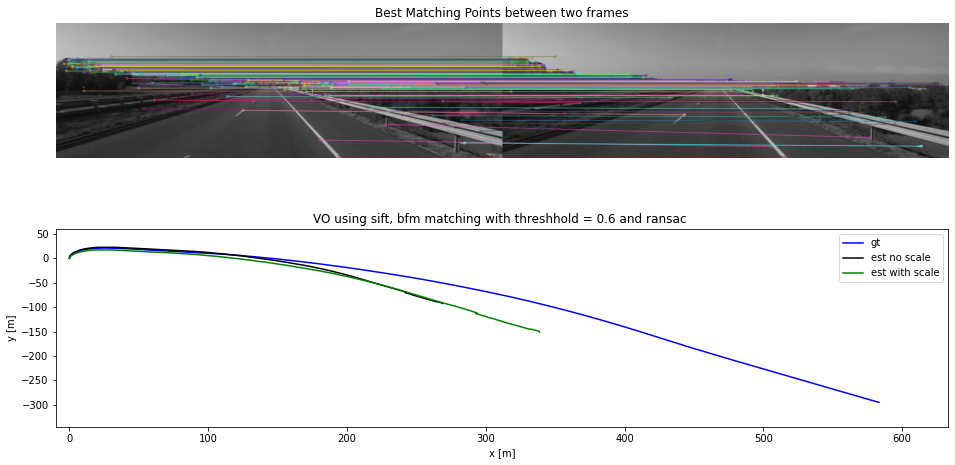 Best Matching Points between two frames
VO using sift, bfm matching with threshhold = 0.6 and ransac
50
0
−50
−100
−150
−200
−250
−300
y [m]
gt
est no scale
est with scale
0 100 200 300 400 500 600
x [m]